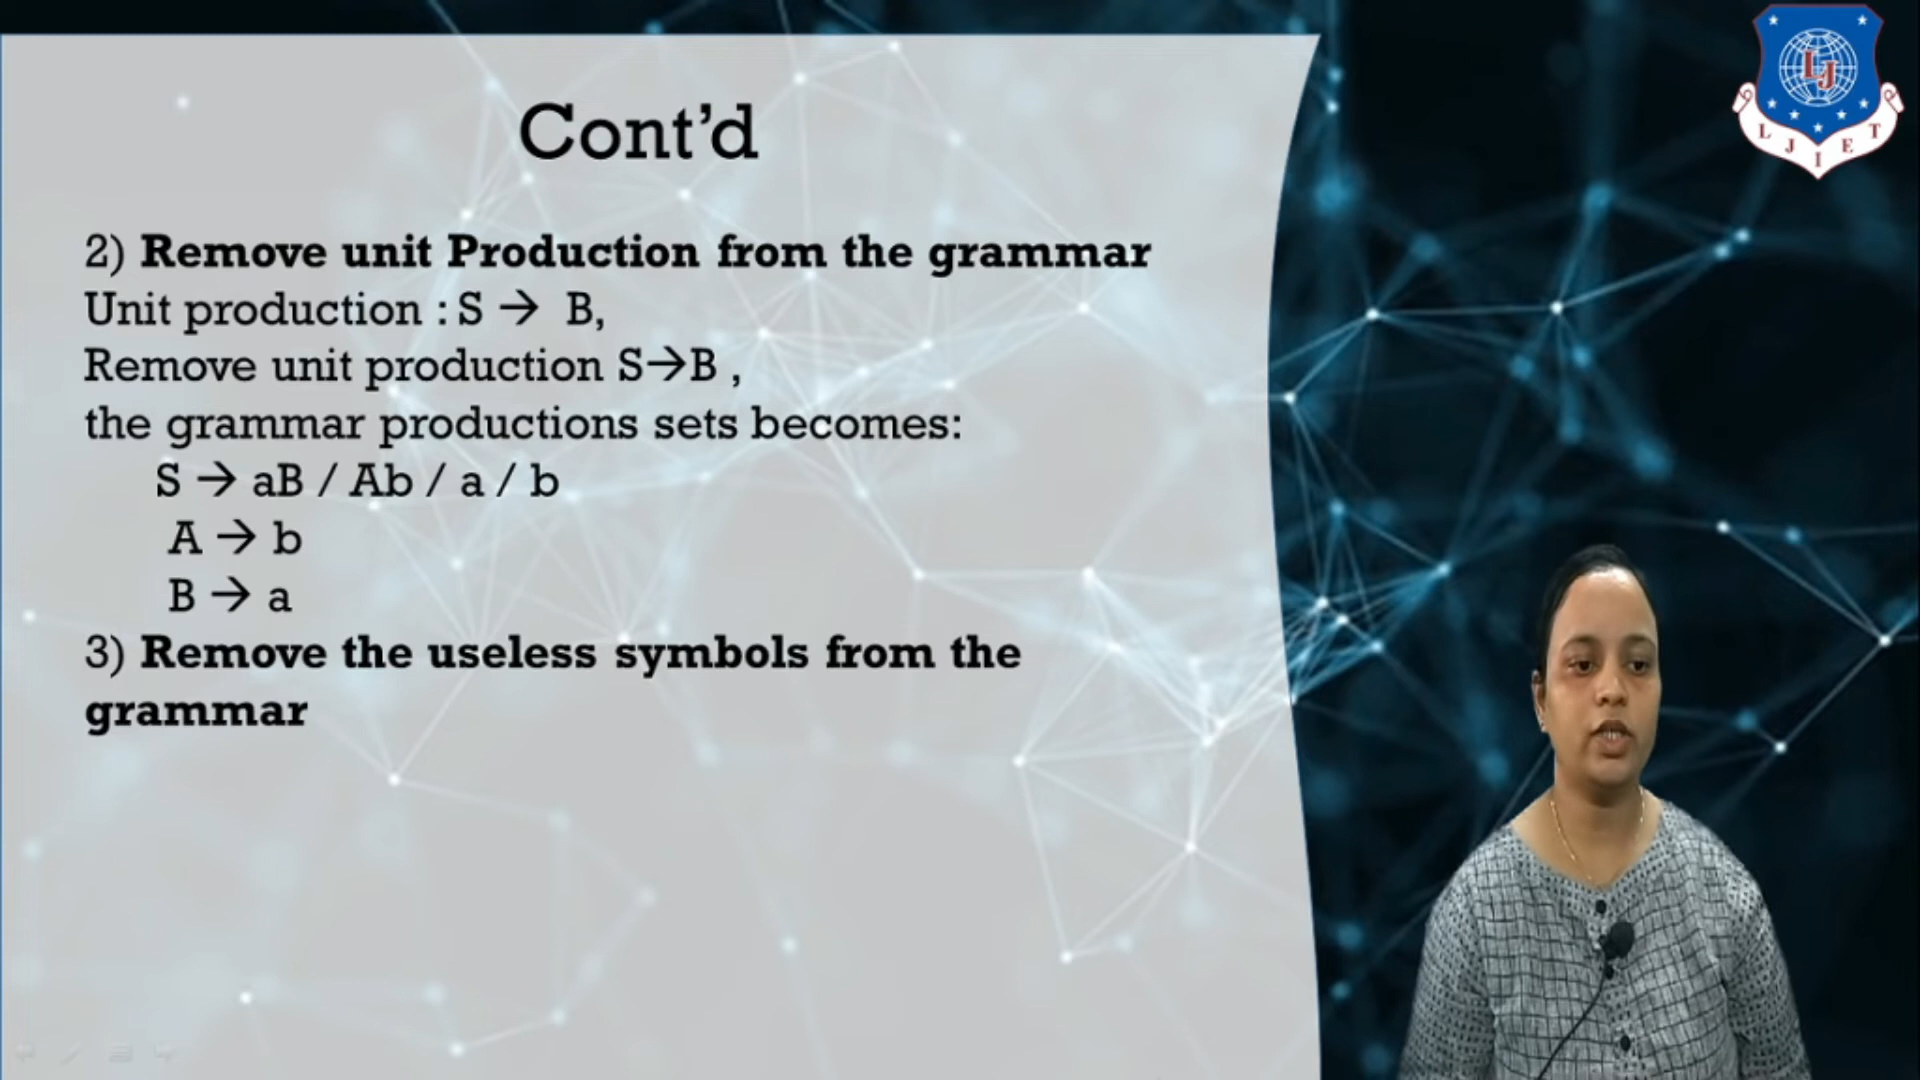 Cont’d
2) Remove unit Production from the grammar
Unit production : S → B,
Remove unit production S→B ,
the grammar productions sets becomes:
S → aB / Ab / a / b
A → b
B → a
3) Remove the useless symbols from the
grammar
LJ
L J I E T